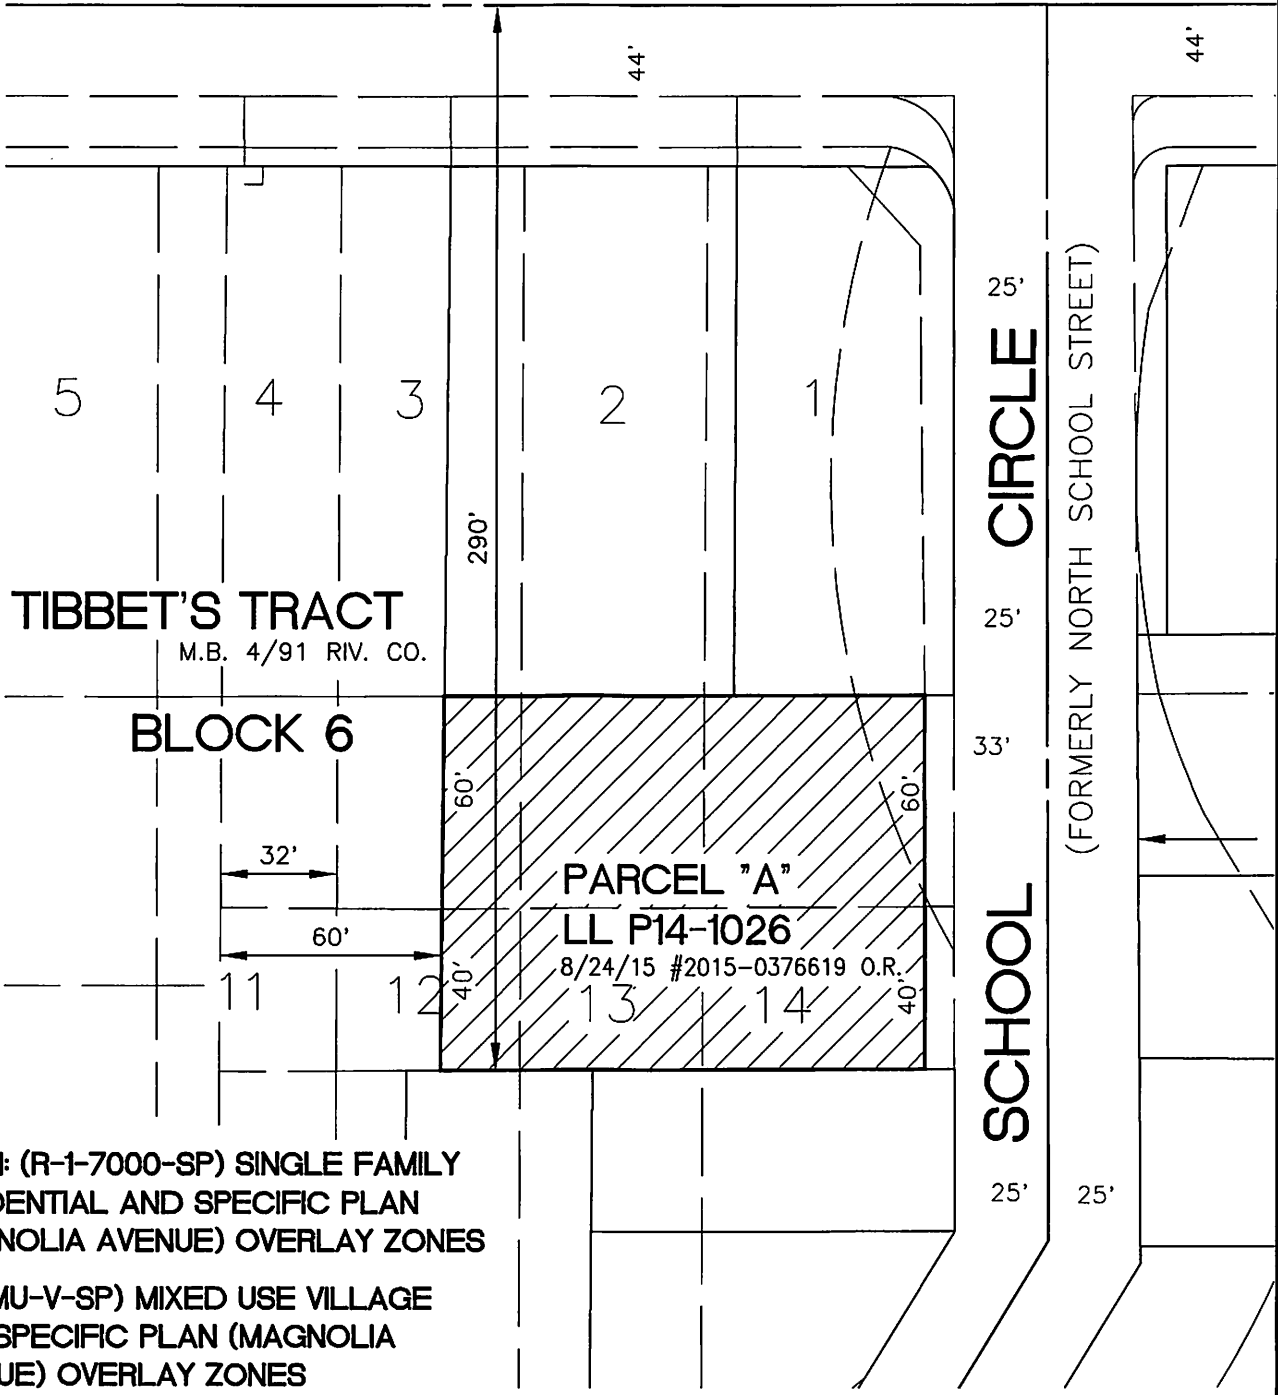 44'
44'
25'
5
4
3
2
1
CIRCLE
(FORMERLY NORTH SCHOOL STREET)
290'
TIBBET'S TRACT
25'
M.B. 4/91 RIV. CO.
BLOCK 6
33'
60'
60'
32'
PARCEL "A"
LL P14-1026
60'
8/24/15 #2015-0376619 O.R.
11
12
40'
13
14
40'
SCHOOL
: (R-1-7000-SP) SINGLE FAMILY
DENTIAL AND SPECIFIC PLAN
NOLIA AVENUE) OVERLAY ZONES
25'
25'
MU-V-SP) MIXED USE VILLAGE
SPECIFIC PLAN (MAGNOLIA
UE) OVERLAY ZONES